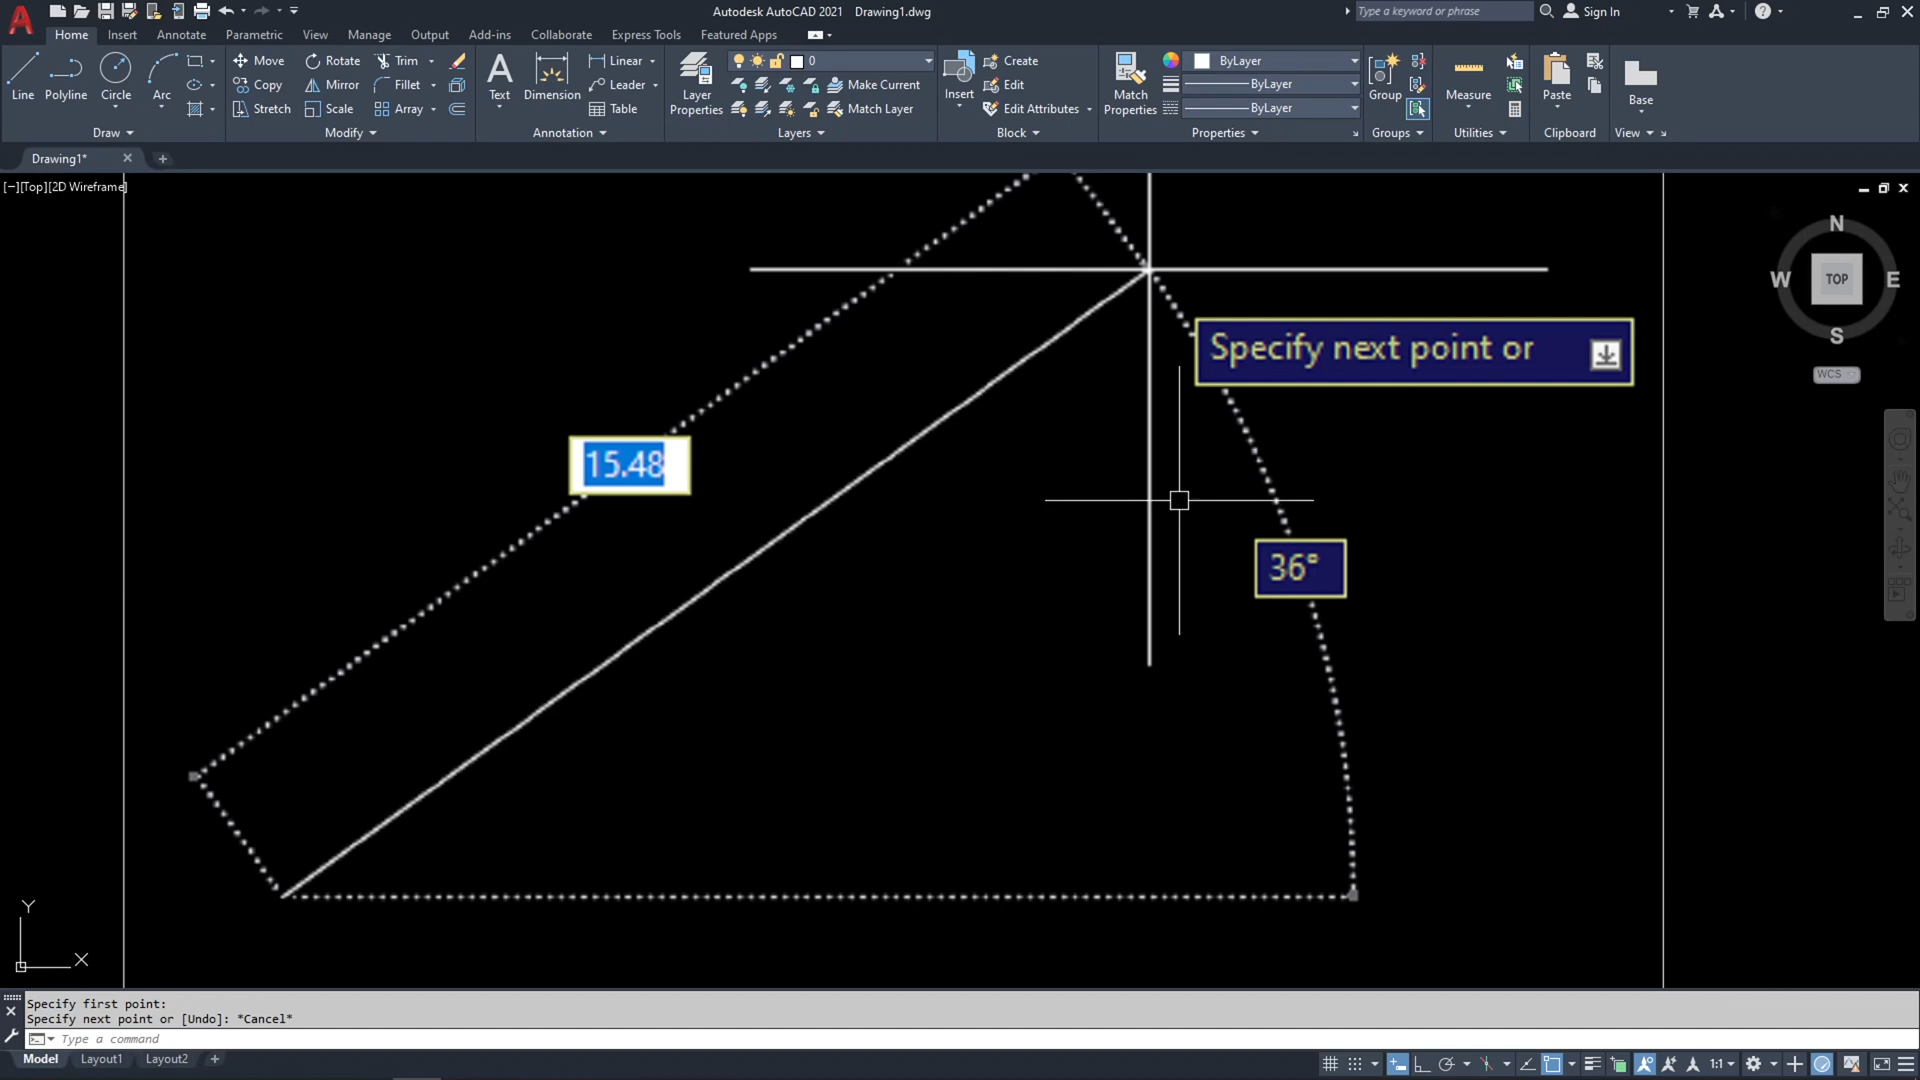 Autodesk AutoCAD 2021 Drawing1.dwg
Type a keyword or phrase
Sign In
Home Insert Annotate Parametric View Manage Output Add-ins Collaborate Express Tools Featured Apps
Line
Polyline
Circle
Arc
Draw
Move Rotate Trim
Copy Mirror Fillet
Stretch Scale Array
Modify
Text
Dimension
Linear
Leader
Table
Annotation
Layer
Properties
0
Make Current
Match Layer
Layers
Insert
Create
Edit
Edit Attributes
Block
Match
Properties
ByLayer
ByLayer
ByLayer
Properties
Group
Groups
Measure
Utilities
Paste
Clipboard
Base
View
Drawing1*
[−][Top][2D Wireframe]
N
W TOP E
S
WCS
Specify next point or
15.48
36°
Y
X
Specify first point:
Specify next point or [Undo]: *Cancel*
Type a command
Model Layout1 Layout2
1:1